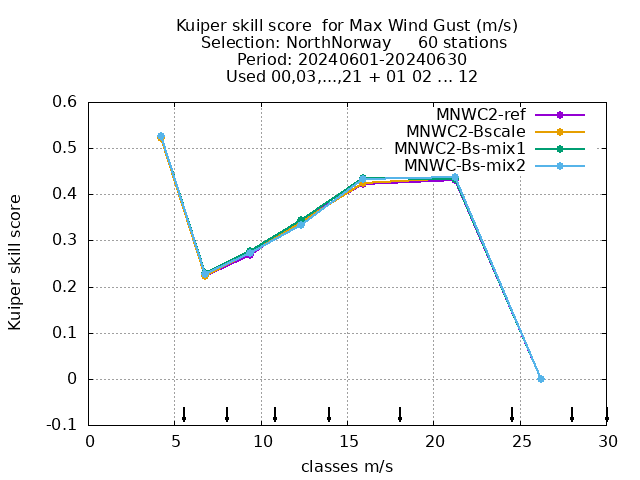 Kuiper skill score  for Max Wind Gust (m/s)
Selection: NorthNorway     60 stations
Period: 20240601-20240630
Used 00,03,...,21 + 01 02 ... 12
MNWC2-ref
MNWC2-Bscale
MNWC2-Bs-mix1
MNWC-Bs-mix2
Kuiper skill score
0.6
0.5
0.4
0.3
0.2
0.1
0
-0.1
0 5 10 15 20 25 30
classes m/s